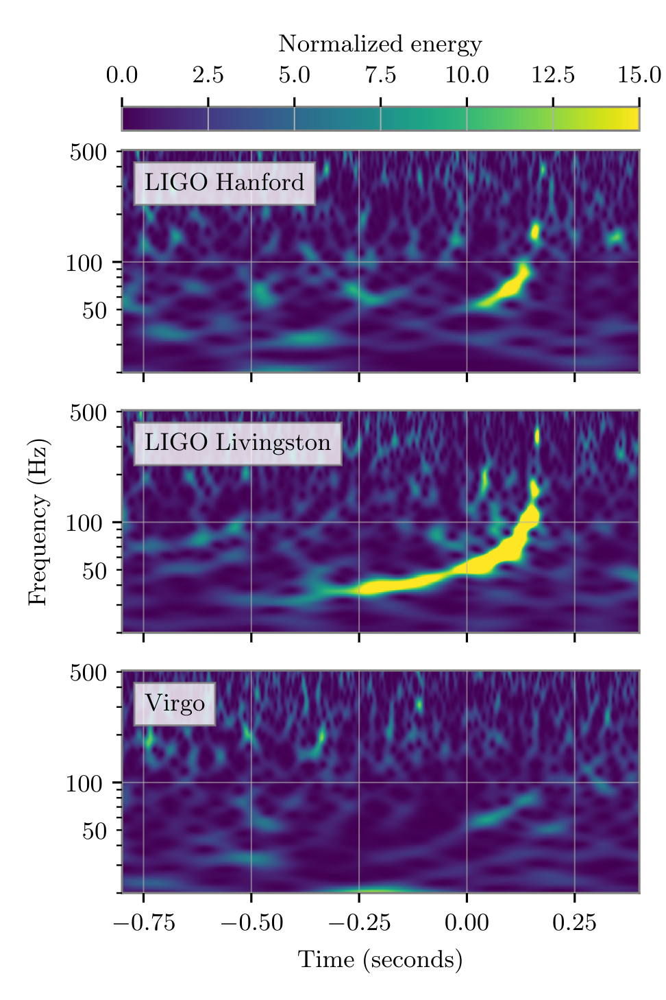 Normalized energy
0.0 2.5 5.0 7.5 10.0 12.5 15.0
500
LIGO Hanford
100
50
500
LIGO Livingston
100
50
Frequency (Hz)
500
Virgo
100
50
−0.75 −0.50 −0.25 0.00 0.25
Time (seconds)